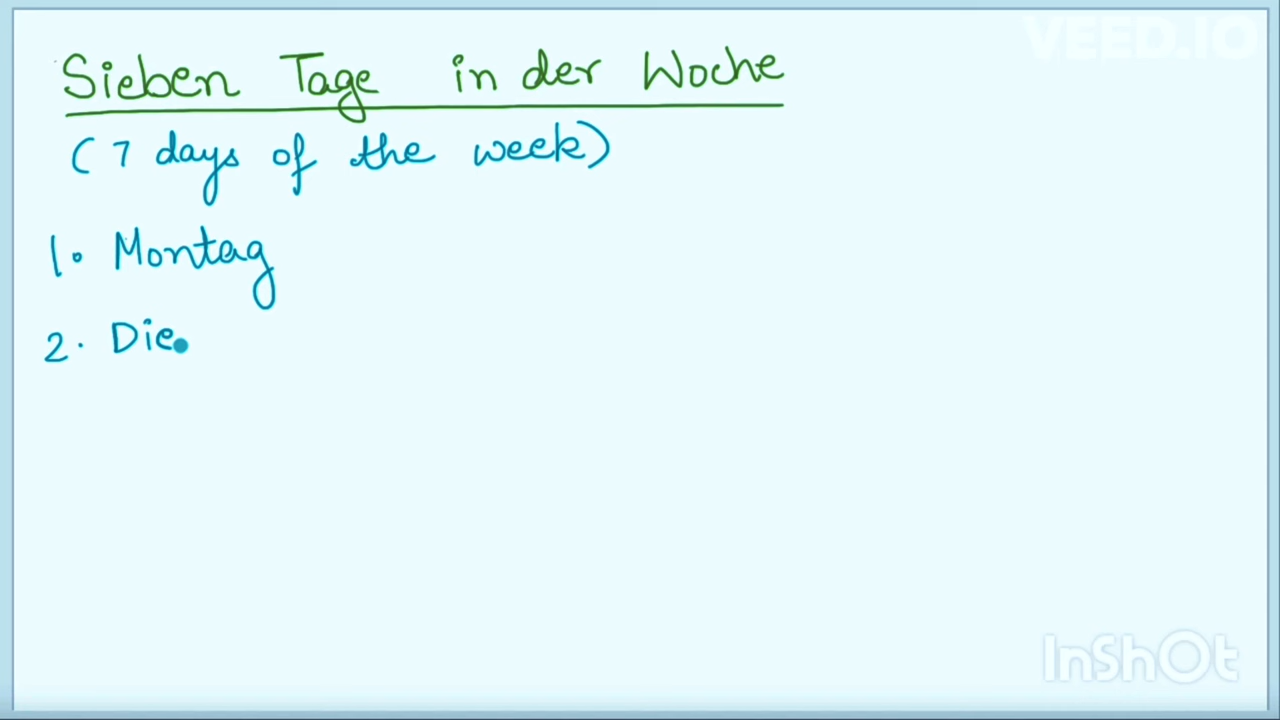 VEED.IO
Sieben Tage in der Woche
(7 days of the week)
1. Montag
2. Die
InShOt